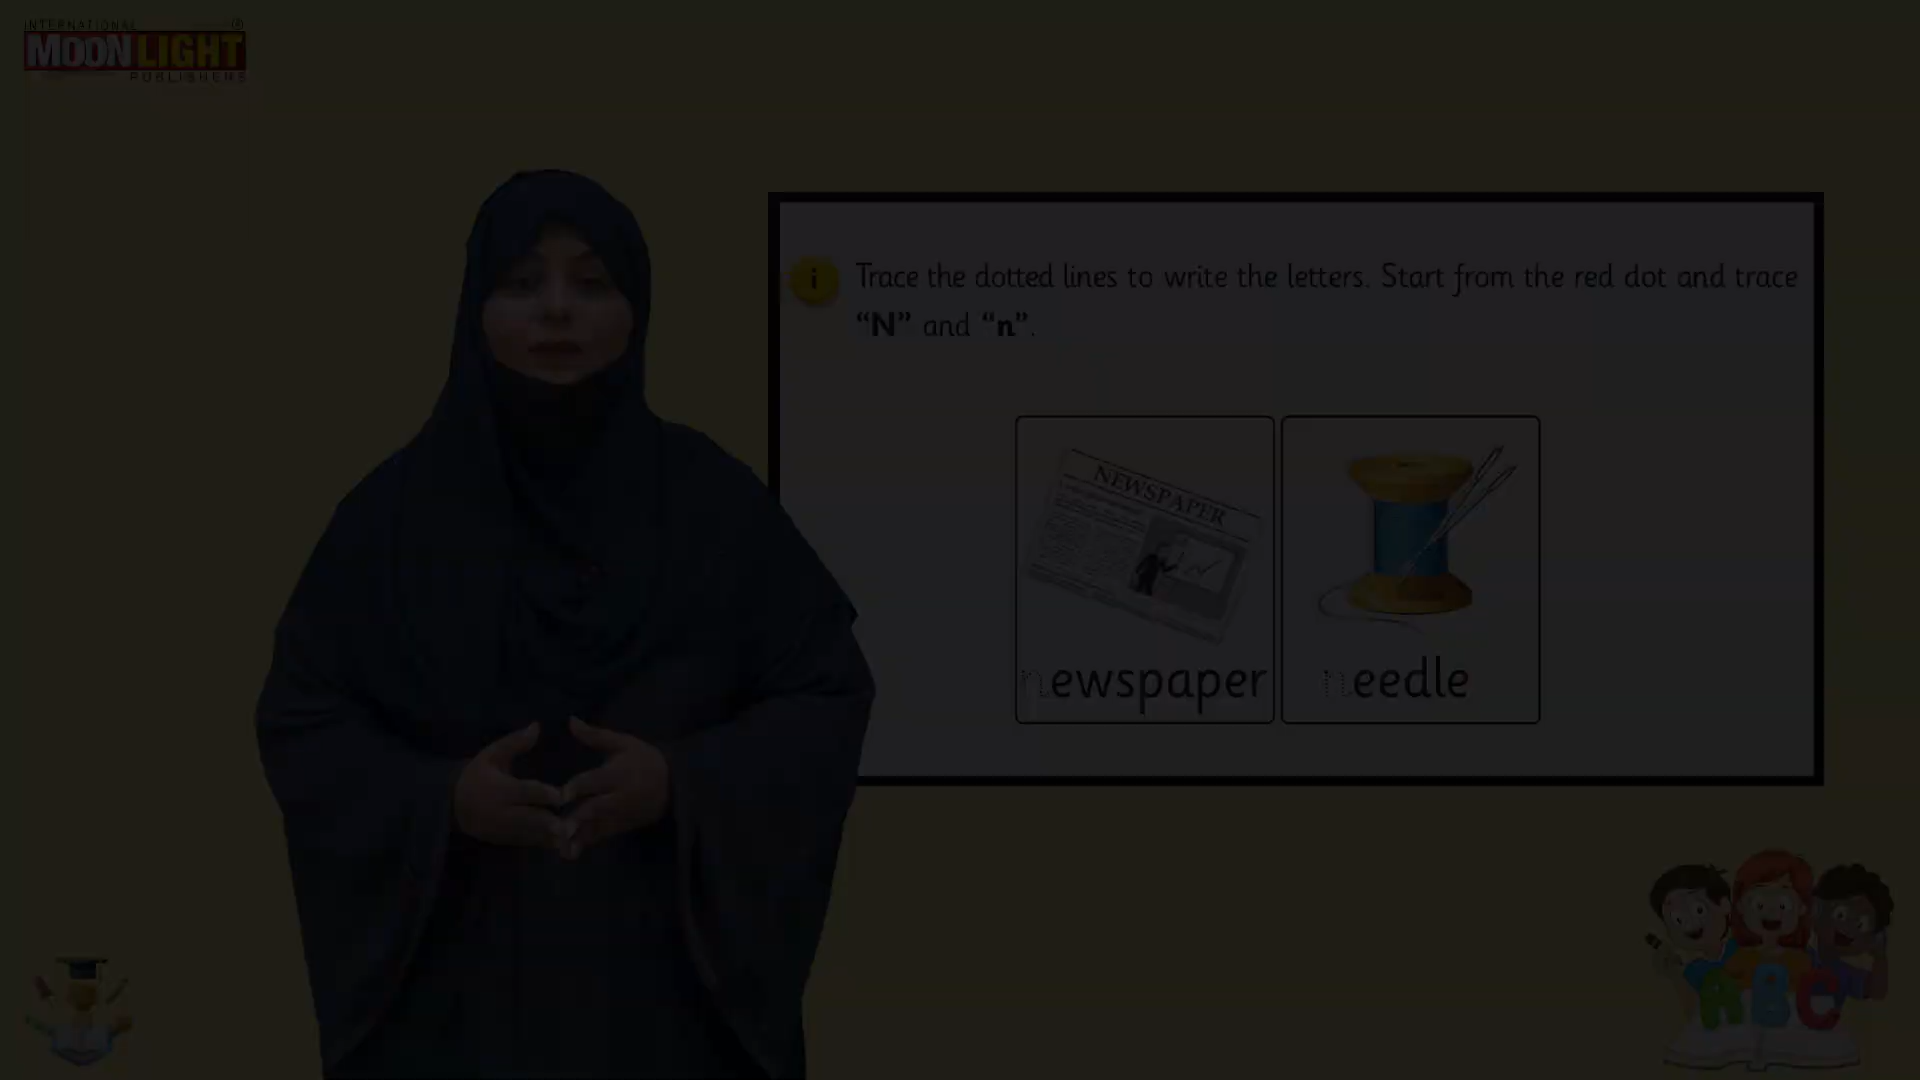 INTERNATIONAL
MOONLIGHT
PUBLISHERS
i Trace the dotted lines to write the letters. Start from the red dot and trace
“N” and “n”.
NEWSPAPER
newspaper
needle
ABC